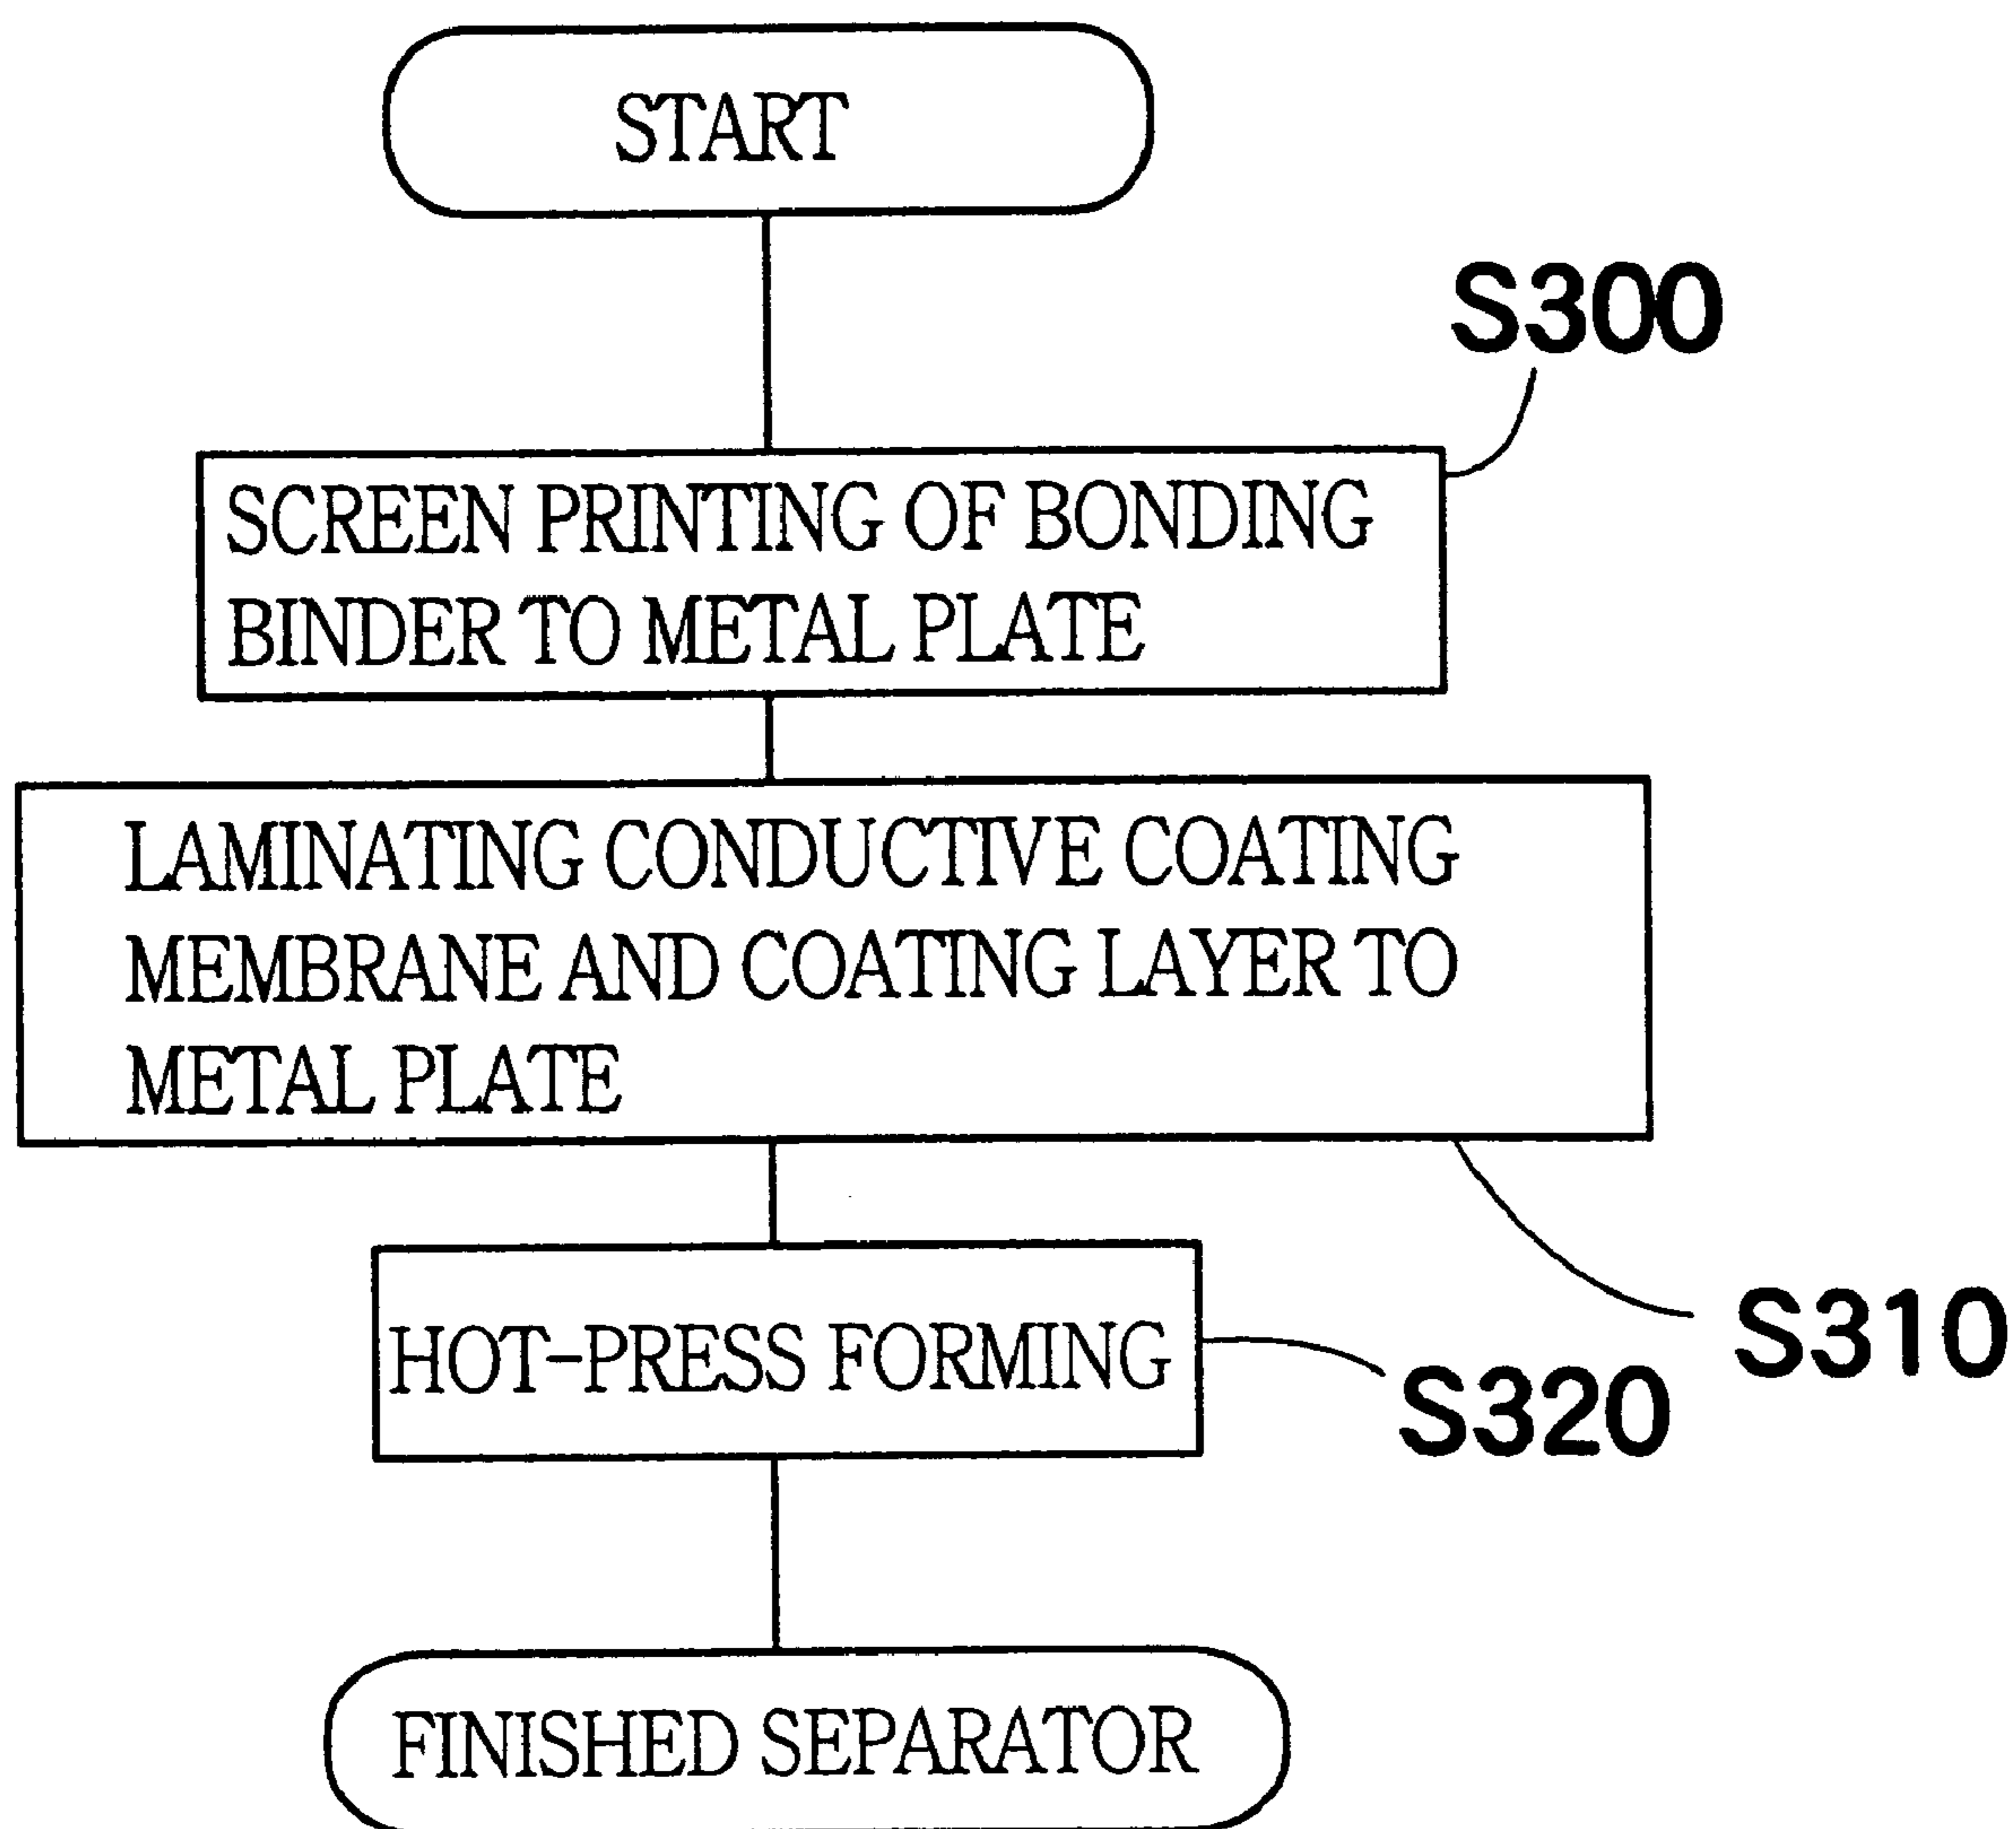 START
S300
SCREEN PRINTING OF BONDING
BINDER TO METAL PLATE
LAMINATING CONDUCTIVE COATING
MEMBRANE AND COATING LAYER TO
METAL PLATE
S310
HOT-PRESS FORMING
S320
FINISHED SEPARATOR